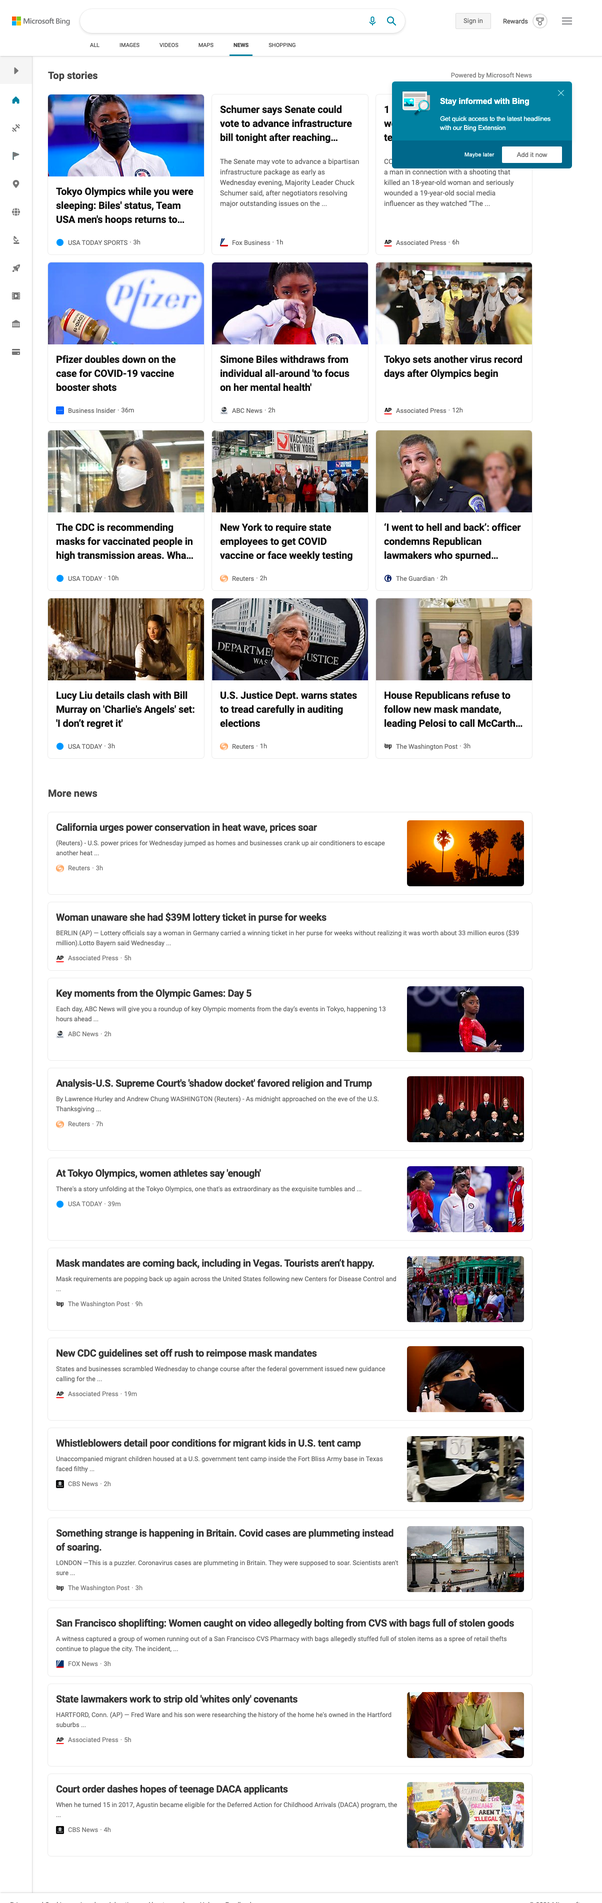 Microsoft Bing
Sign in
Rewards
ALL
IMAGES
VIDEOS
MAPS
NEWS
SHOPPING
Top stories
Powered by Microsoft News
Stay informed with Bing
Get quick access to the latest headlines
with our Bing Extension
Maybe later
Add it now
Tokyo Olympics while you were
sleeping: Biles' status, Team
USA men's hoops returns to...
USA TODAY SPORTS · 3h
Schumer says Senate could
vote to advance infrastructure
bill tonight after reaching...
The Senate may vote to advance a bipartisan
infrastructure package as early as
Wednesday evening, Majority Leader Chuck
Schumer said, after negotiators resolving
major outstanding issues on the ...
Fox Business · 1h
1
a man in connection with a shooting that
killed an 18-year-old woman and seriously
wounded a 19-year-old social media
influencer as they watched "The ...
AP
Associated Press · 6h
Pfizer
Pfizer doubles down on the
case for COVID-19 vaccine
booster shots
Business Insider · 36m
Simone Biles withdraws from
individual all-around 'to focus
on her mental health'
ABC News · 2h
Tokyo sets another virus record
days after Olympics begin
AP
Associated Press · 12h
The CDC is recommending
masks for vaccinated people in
high transmission areas. Wha...
USA TODAY · 10h
VACCINATE
NEW YORK
New York to require state
employees to get COVID
vaccine or face weekly testing
Reuters · 2h
'I went to hell and back': officer
condemns Republican
lawmakers who spurned...
The Guardian · 2h
Lucy Liu details clash with Bill
Murray on 'Charlie's Angels' set:
'I don't regret it'
USA TODAY · 3h
DEPARTMENT
JUSTICE
WAS
U.S. Justice Dept. warns states
to tread carefully in auditing
elections
Reuters · 1h
House Republicans refuse to
follow new mask mandate,
leading Pelosi to call McCarth...
wp
The Washington Post · 3h
More news
California urges power conservation in heat wave, prices soar
(Reuters) - U.S. power prices for Wednesday jumped as homes and businesses crank up air conditioners to escape
another heat ...
Reuters · 3h
Woman unaware she had $39M lottery ticket in purse for weeks
BERLIN (AP) — Lottery officials say a woman in Germany carried a winning ticket in her purse for weeks without realizing it was worth about 33 million euros ($39
million).Lotto Bayern said Wednesday ...
AP
Associated Press · 5h
Key moments from the Olympic Games: Day 5
Each day, ABC News will give you a roundup of key Olympic moments from the day's events in Tokyo, happening 13
hours ahead ...
ABC News · 2h
Analysis-U.S. Supreme Court's 'shadow docket' favored religion and Trump
By Lawrence Hurley and Andrew Chung WASHINGTON (Reuters) - As midnight approached on the eve of the U.S.
Thanksgiving ...
Reuters · 7h
At Tokyo Olympics, women athletes say 'enough'
There's a story unfolding at the Tokyo Olympics, one that's as extraordinary as the exquisite tumbles and ...
USA TODAY · 39m
Mask mandates are coming back, including in Vegas. Tourists aren't happy.
Mask requirements are popping back up again across the United States following new Centers for Disease Control and
...
wp
The Washington Post · 9h
New CDC guidelines set off rush to reimpose mask mandates
States and businesses scrambled Wednesday to change course after the federal government issued new guidance
calling for the ...
AP
Associated Press · 19m
Whistleblowers detail poor conditions for migrant kids in U.S. tent camp
Unaccompanied migrant children housed at a U.S. government tent camp inside the Fort Bliss Army base in Texas
faced filthy ...
CBS News · 2h
Something strange is happening in Britain. Covid cases are plummeting instead
of soaring.
LONDON —This is a puzzler. Coronavirus cases are plummeting in Britain. They were supposed to soar. Scientists aren't
sure ...
wp
The Washington Post · 3h
San Francisco shoplifting: Women caught on video allegedly bolting from CVS with bags full of stolen goods
A witness captured a group of women running out of a San Francisco CVS Pharmacy with bags allegedly stuffed full of stolen items as a spree of retail thefts
continue to plague the city. The incident, ...
FOX News · 3h
State lawmakers work to strip old 'whites only' covenants
HARTFORD, Conn. (AP) — Fred Ware and his son were researching the history of the home he's owned in the Hartford
suburbs ...
AP
Associated Press · 5h
Court order dashes hopes of teenage DACA applicants
When he turned 15 in 2017, Agustin became eligible for the Deferred Action for Childhood Arrivals (DACA) program, the
...
CBS News · 4h
AREN'T
ILLEGAL